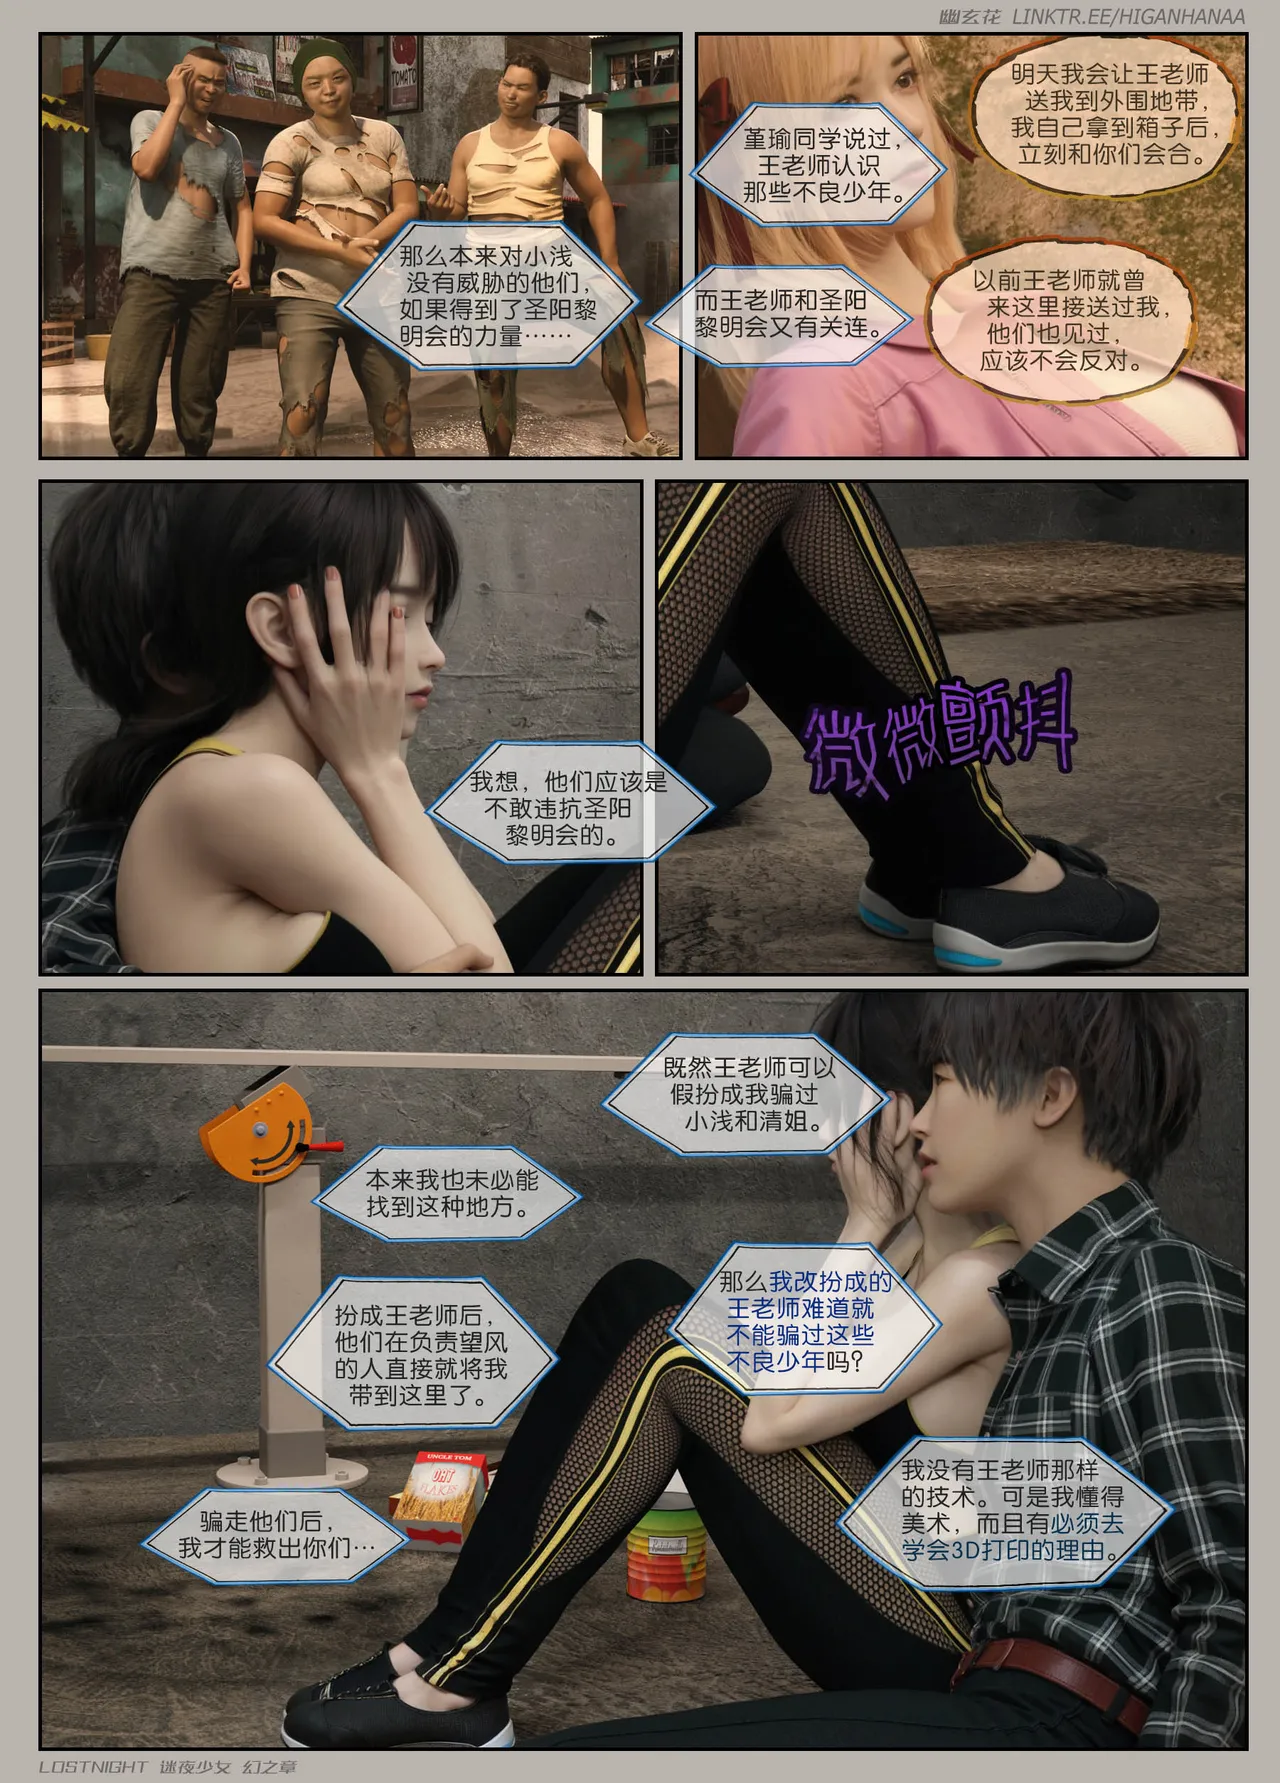 幽玄花 LINKTR.EE/HIGANHANAA
TOMATO
那么本来对小浅
没有威胁的他们，
如果得到了圣阳黎
明会的力量……
堇瑜同学说过，
王老师认识
那些不良少年。
明天我会让王老师
送我到外围地带，
我自己拿到箱子后，
立刻和你们会合。
而王老师和圣阳
黎明会又有关连。
以前王老师就曾
来这里接送过我，
他们也见过，
应该不会反对。
我想，他们应该是
不敢违抗圣阳
黎明会的。
微微颤抖
既然王老师可以
假扮成我骗过
小浅和清姐。
本来我也未必能
找到这种地方。
那么我改扮成的
王老师难道就
不能骗过这些
不良少年吗？
扮成王老师后，
他们在负责望风
的人直接就将我
带到这里了。
我没有王老师那样
的技术。可是我懂得
美术，而且有必须去
学会3D打印的理由。
骗走他们后，
我才能救出你们…
UNCLE TOM
OAT
FLAKES
LOSTNIGHT 迷夜少女 幻之章